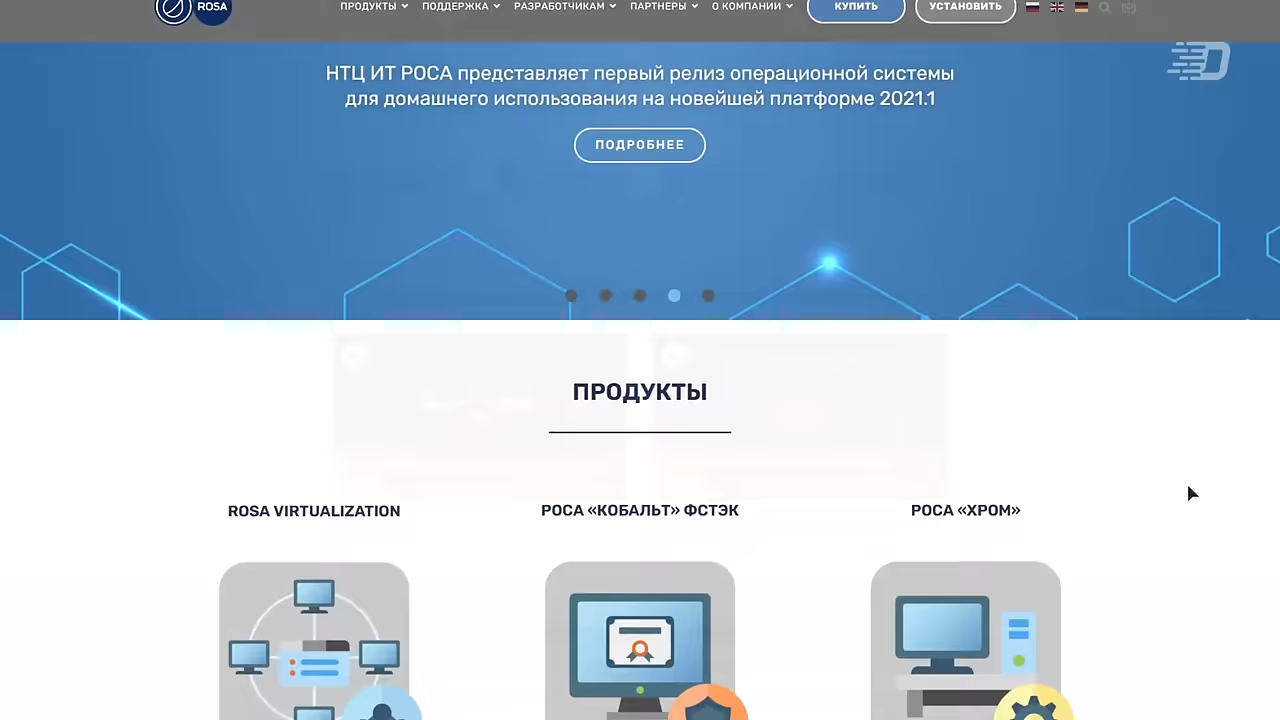 ROSA
ПРОДУКТЫ ПОДДЕРЖКА РАЗРАБОТЧИКАМ ПАРТНЕРЫ О КОМПАНИИ КУПИТЬ УСТАНОВИТЬ
НТЦ ИТ РОСА представляет первый релиз операционной системы
для домашнего использования на новейшей платформе 2021.1
ПОДРОБНЕЕ
ПРОДУКТЫ
ROSA VIRTUALIZATION
РОСА «КОБАЛЬТ» ФСТЭК
РОСА «ХРОМ»